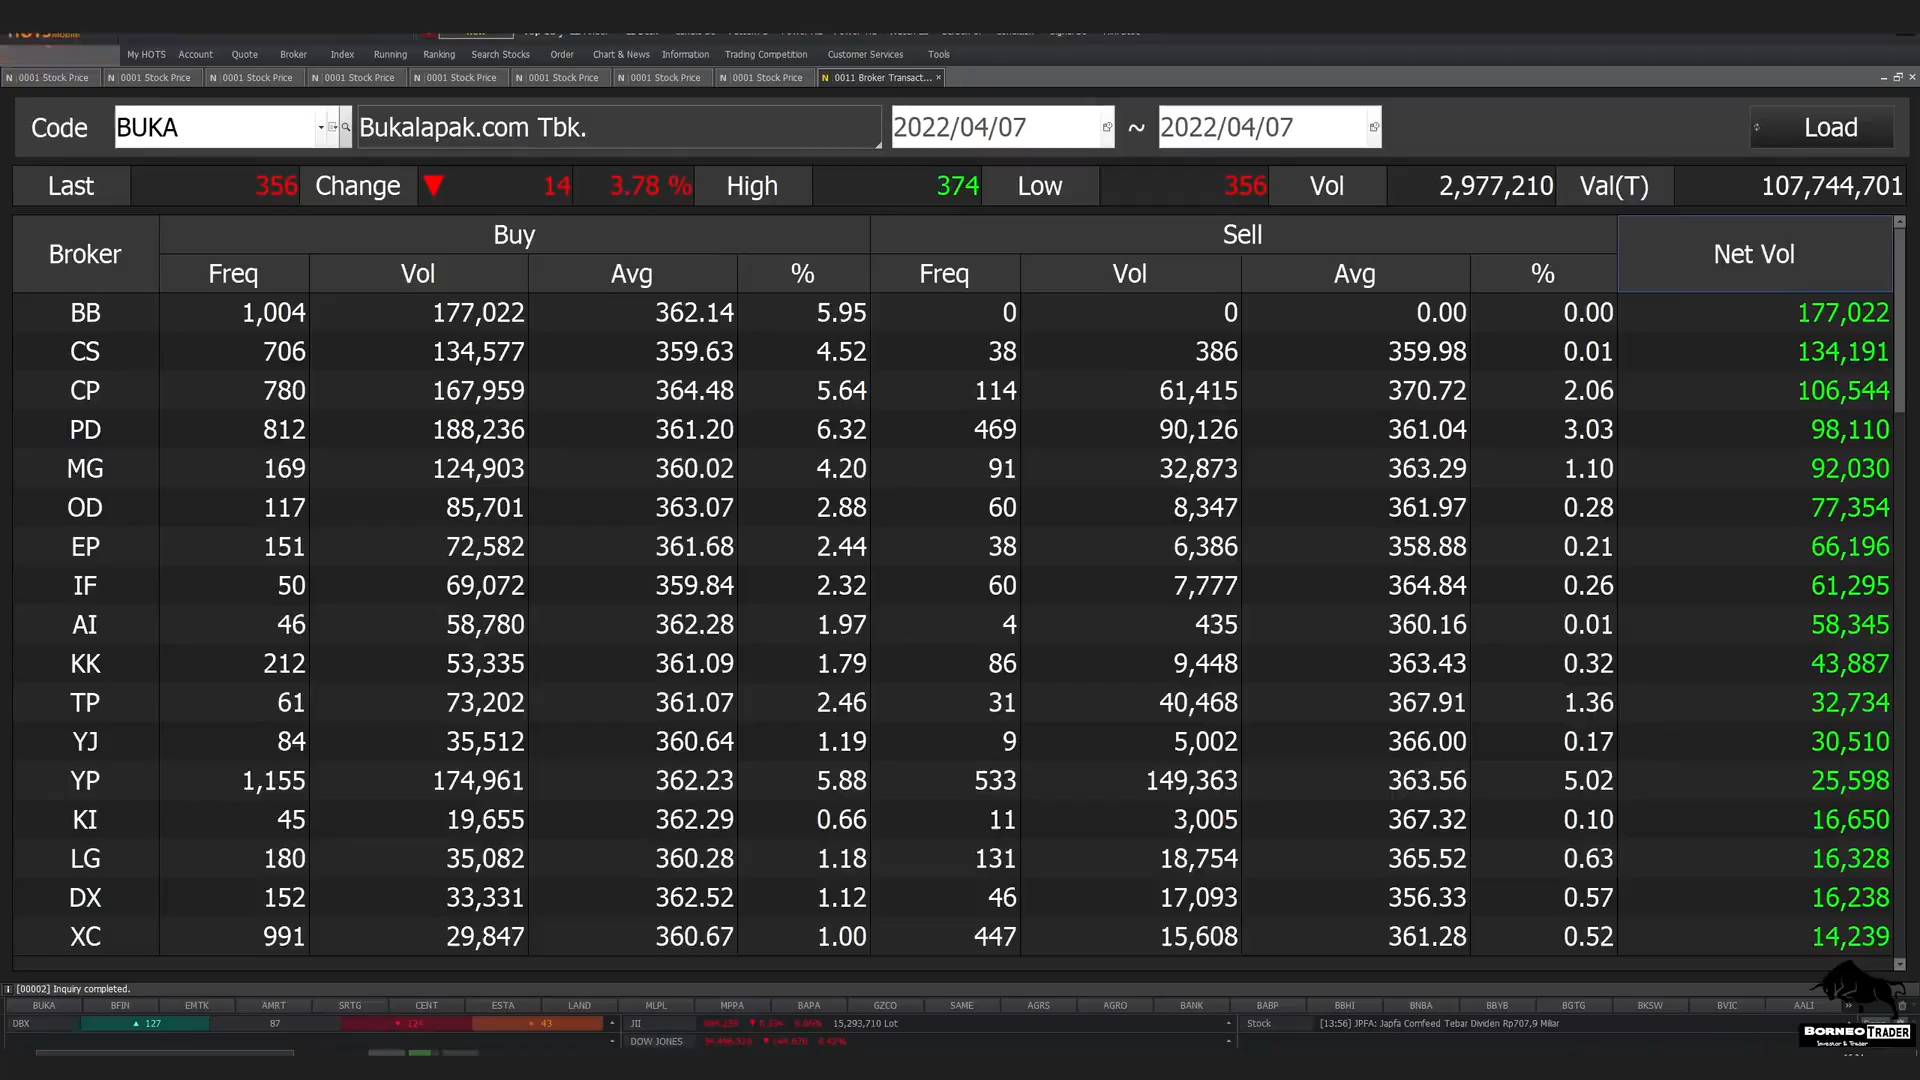 My HOTS Account Quote Broker Index Running Ranking Search Stocks Order Chart & News Information Trading Competition Customer Services Tools
N 0001 Stock Price N 0001 Stock Price N 0001 Stock Price N 0001 Stock Price N 0001 Stock Price N 0001 Stock Price N 0001 Stock Price N 0001 Stock Price N 0011 Broker Transact... ×
Code BUKA Bukalapak.com Tbk. 2022/04/07 ~ 2022/04/07 Load
Last 356 Change ▼ 14 3.78 % High 374 Low 356 Vol 2,977,210 Val(T) 107,744,701
Broker Buy Sell Net Vol
Freq Vol Avg % Freq Vol Avg %
BB 1,004 177,022 362.14 5.95 0 0 0.00 0.00 177,022
CS 706 134,577 359.63 4.52 38 386 359.98 0.01 134,191
CP 780 167,959 364.48 5.64 114 61,415 370.72 2.06 106,544
PD 812 188,236 361.20 6.32 469 90,126 361.04 3.03 98,110
MG 169 124,903 360.02 4.20 91 32,873 363.29 1.10 92,030
OD 117 85,701 363.07 2.88 60 8,347 361.97 0.28 77,354
EP 151 72,582 361.68 2.44 38 6,386 358.88 0.21 66,196
IF 50 69,072 359.84 2.32 60 7,777 364.84 0.26 61,295
AI 46 58,780 362.28 1.97 4 435 360.16 0.01 58,345
KK 212 53,335 361.09 1.79 86 9,448 363.43 0.32 43,887
TP 61 73,202 361.07 2.46 31 40,468 367.91 1.36 32,734
YJ 84 35,512 360.64 1.19 9 5,002 366.00 0.17 30,510
YP 1,155 174,961 362.23 5.88 533 149,363 363.56 5.02 25,598
KI 45 19,655 362.29 0.66 11 3,005 367.32 0.10 16,650
LG 180 35,082 360.28 1.18 131 18,754 365.52 0.63 16,328
DX 152 33,331 362.52 1.12 46 17,093 356.33 0.57 16,238
XC 991 29,847 360.67 1.00 447 15,608 361.28 0.52 14,239
[00002] Inquiry completed.
BUKA BFIN EMTK AMRT SRTG CENT ESTA LAND MLPL MPPA BAPA GZCO SAME AGRS AGRO BANK BABP BBHI BNBA BBYB BGTG BKSW BVIC AALI
DBX ▲ 127 87 43 JII 15,293,710 Lot Stock [13:56] JPFA: Japfa Comfeed Tebar Dividen Rp707,9 Miliar
DOW JONES
BORNEO TRADER
Investor & Trader